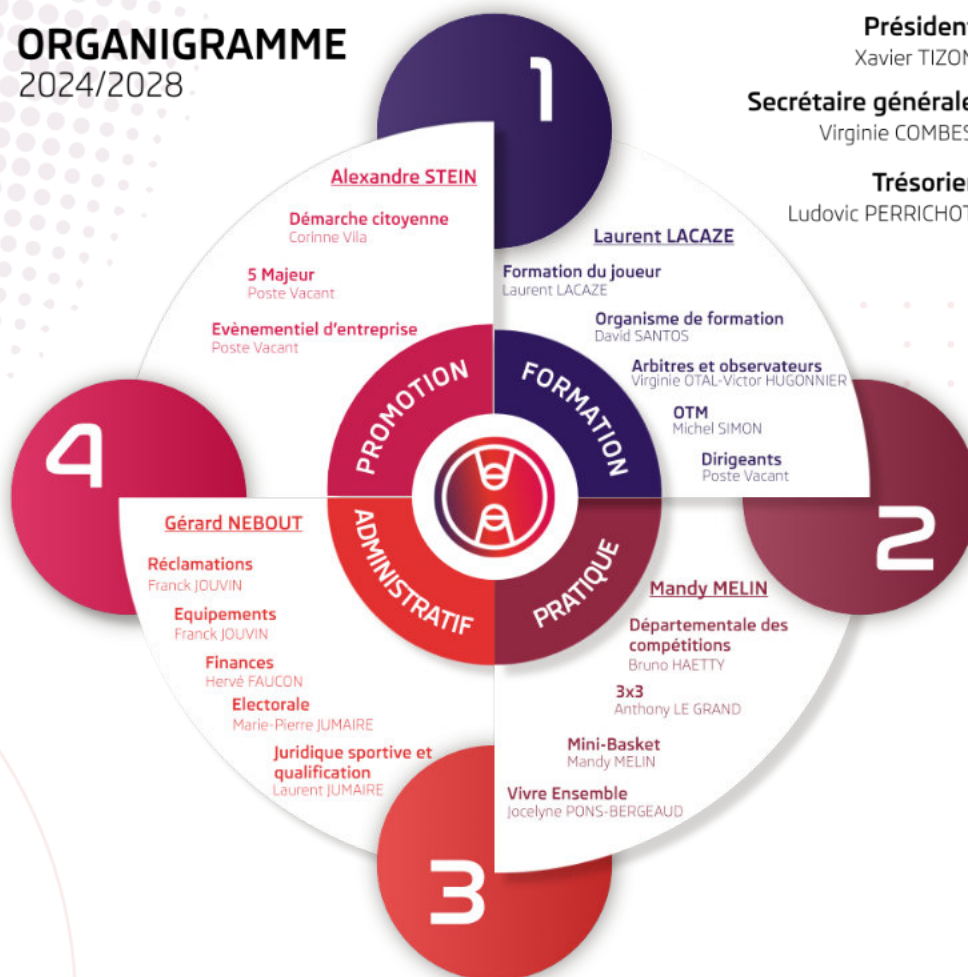 ORGANIGRAMME
2024/2028
Président
Xavier TIZON
Secrétaire générale
Virginie COMBES
Trésorier
Ludovic PERRICHOT
1
Laurent LACAZE
Formation du joueur
Laurent LACAZE
Organisme de formation
David SANTOS
Arbitres et observateurs
Virginie OTAL-Victor HUGONNIER
OTM
Michel SIMON
Dirigeants
Poste Vacant
FORMATION
2
Mandy MELIN
Départementale des
compétitions
Bruno HAETTY
3x3
Anthony LE GRAND
Mini-Basket
Mandy MELIN
Vivre Ensemble
Jocelyne PONS-BERGEAUD
PRATIQUE
3
Gérard NEBOUT
Réclamations
Franck JOUVIN
Equipements
Franck JOUVIN
Finances
Hervé FAUCON
Electorale
Marie-Pierre JUMAIRE
Juridique sportive et
qualification
Laurent JUMAIRE
ADMINISTRATIF
4
Alexandre STEIN
Démarche citoyenne
Corinne Vila
5 Majeur
Poste Vacant
Evènementiel d'entreprise
Poste Vacant
PROMOTION